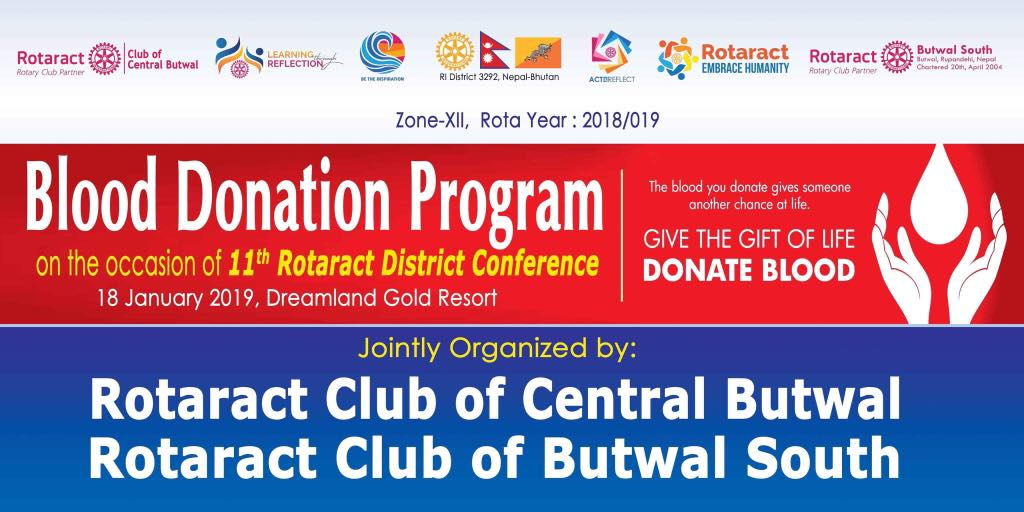 Rotaract
Rotary Club Partner
Club of
Central Butwal
LEARNING
through
REFLECTION
BE THE INSPIRATION
RI District 3292, Nepal-Bhutan
ACT2REFLECT
Rotaract
EMBRACE HUMANITY
Rotaract
Rotary Club Partner
Butwal South
Butwal, Rupandehi, Nepal
Chartered 20th, April 2004
Zone-XII, Rota Year : 2018/019
Blood Donation Program
on the occasion of 11th Rotaract District Conference
18 January 2019, Dreamland Gold Resort
The blood you donate gives someone
another chance at life.
GIVE THE GIFT OF LIFE
DONATE BLOOD
Jointly Organized by:
Rotaract Club of Central Butwal
Rotaract Club of Butwal South